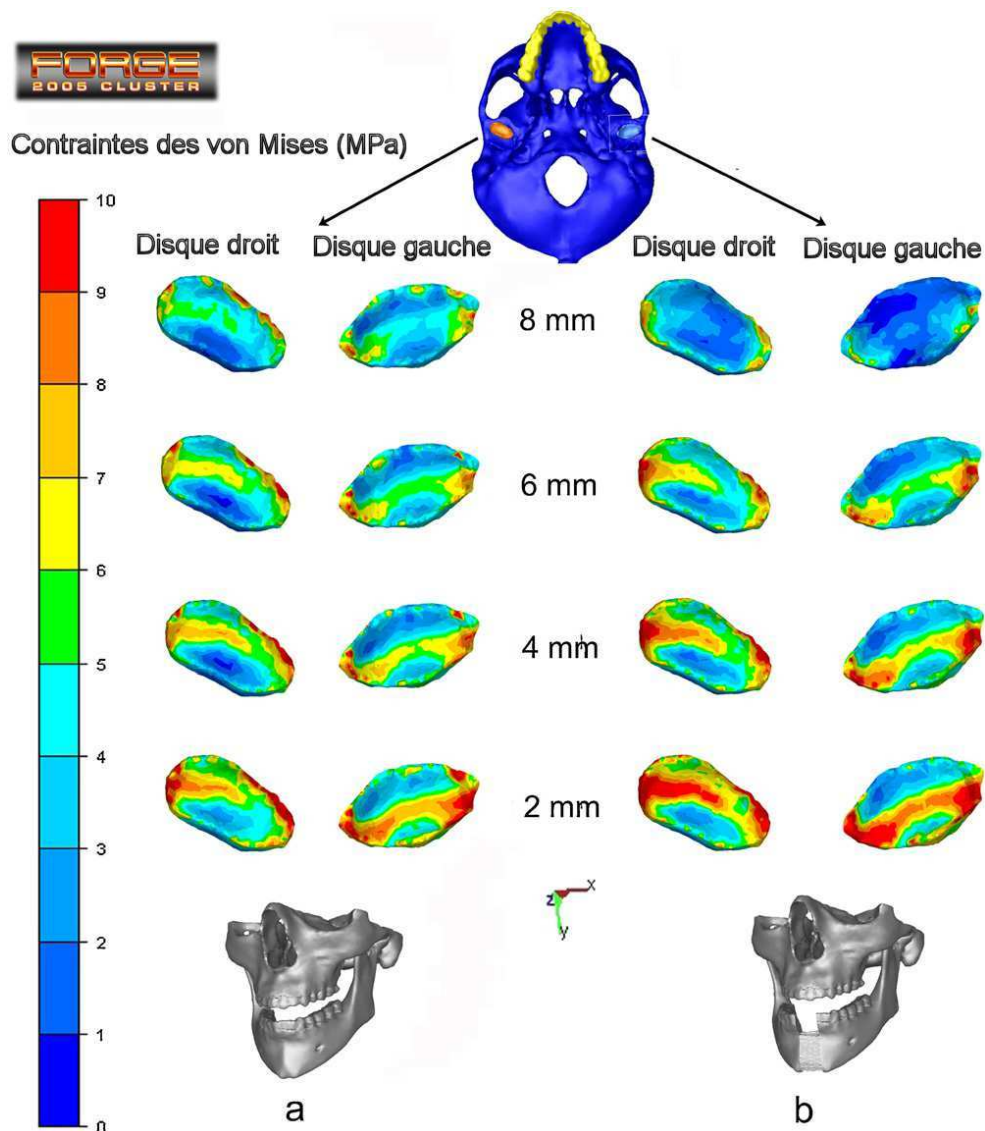 FORGE
2005 CLUSTER
Contraintes des von Mises (MPa)
10
9
8
7
6
5
4
3
2
1
0
Disque droit Disque gauche
Disque droit Disque gauche
8 mm
6 mm
4 mm
2 mm
z x
y
a
b